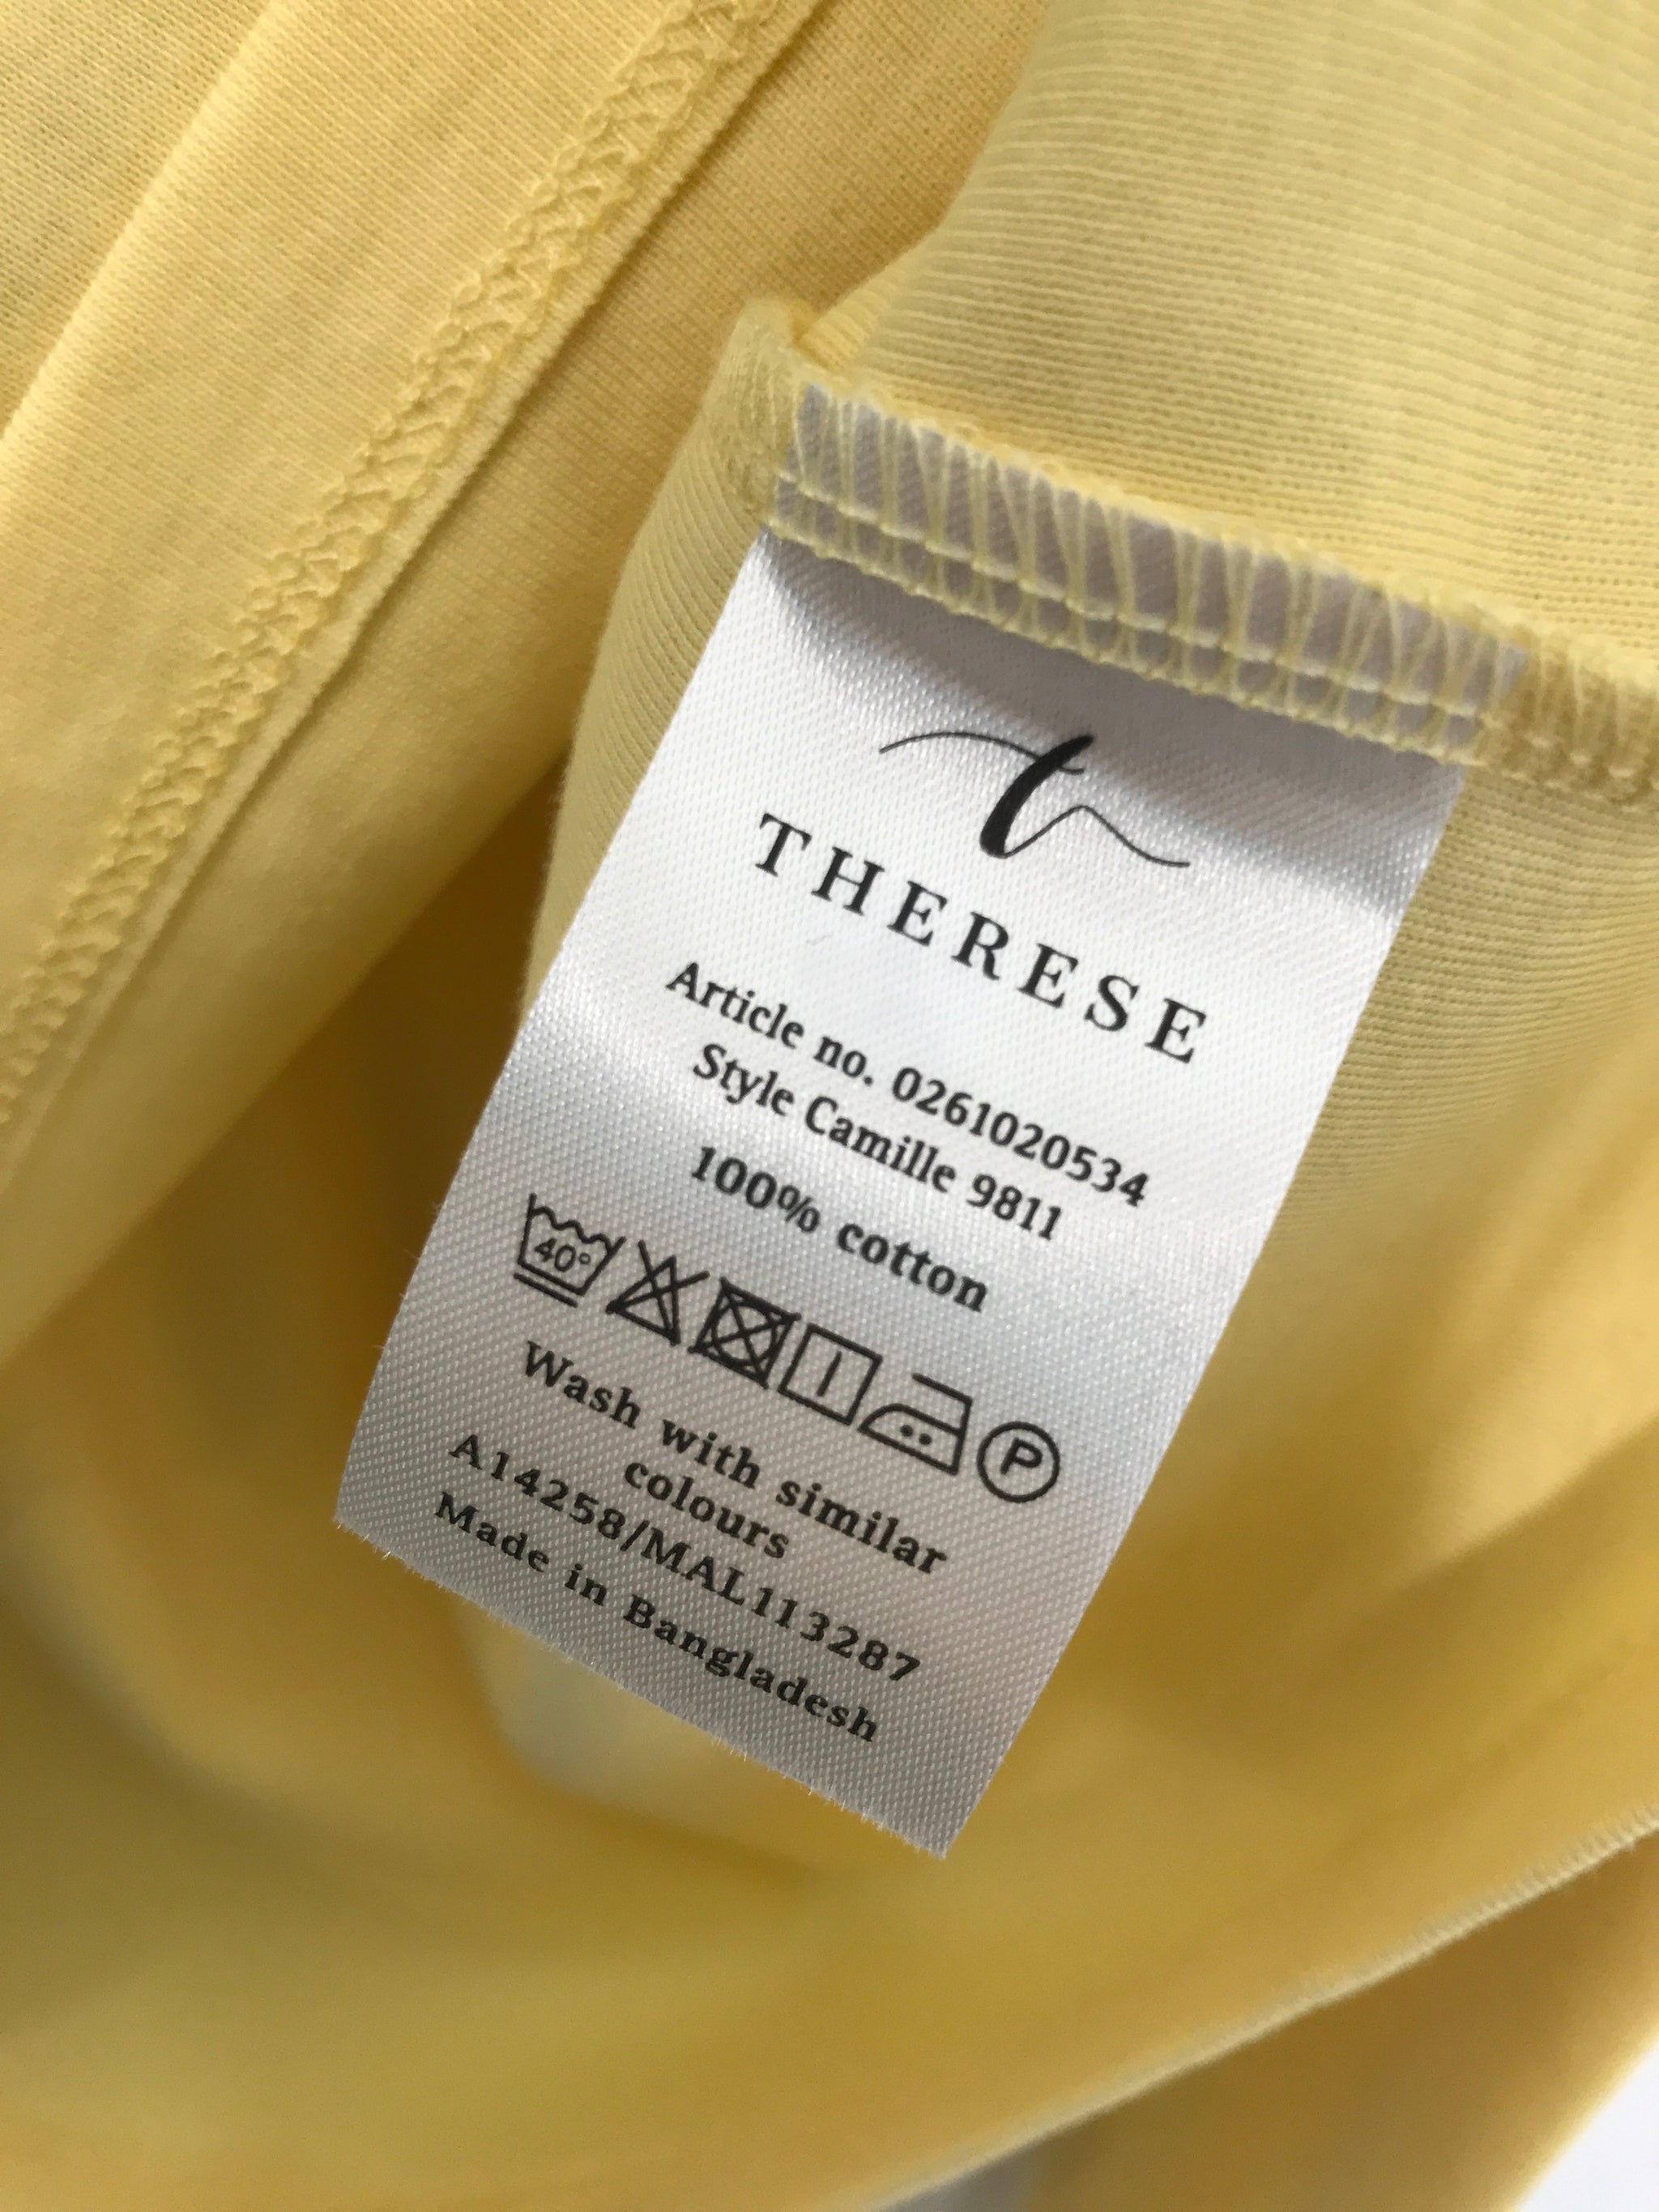 t
THERESE
Article no. 0261020534
Style Camille 9811
100% cotton
40° P
Wash with similar
colours
A14258/MAL113287
Made in Bangladesh